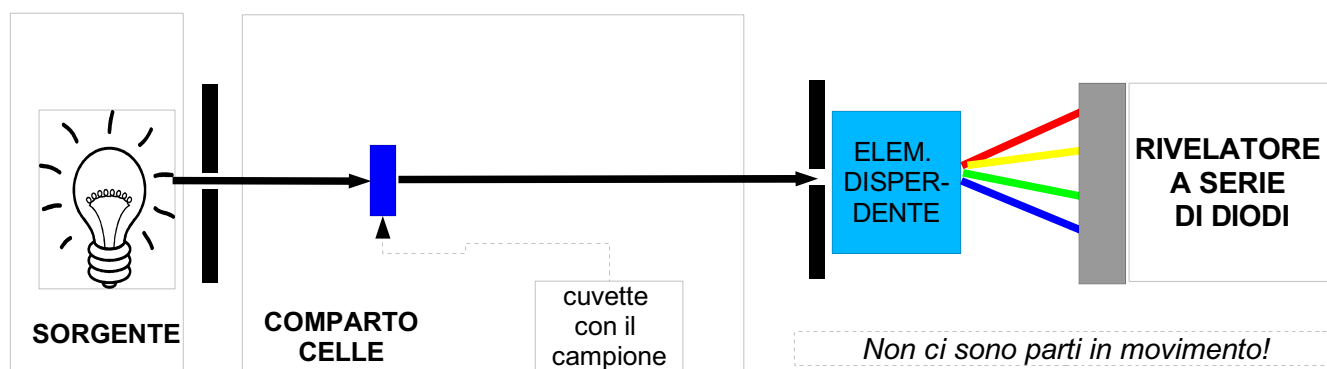 SORGENTE
COMPARTO
CELLE
cuvette
con il
campione
ELEM.
DISPER-
DENTE
RIVELATORE
A SERIE
DI DIODI
Non ci sono parti in movimento!